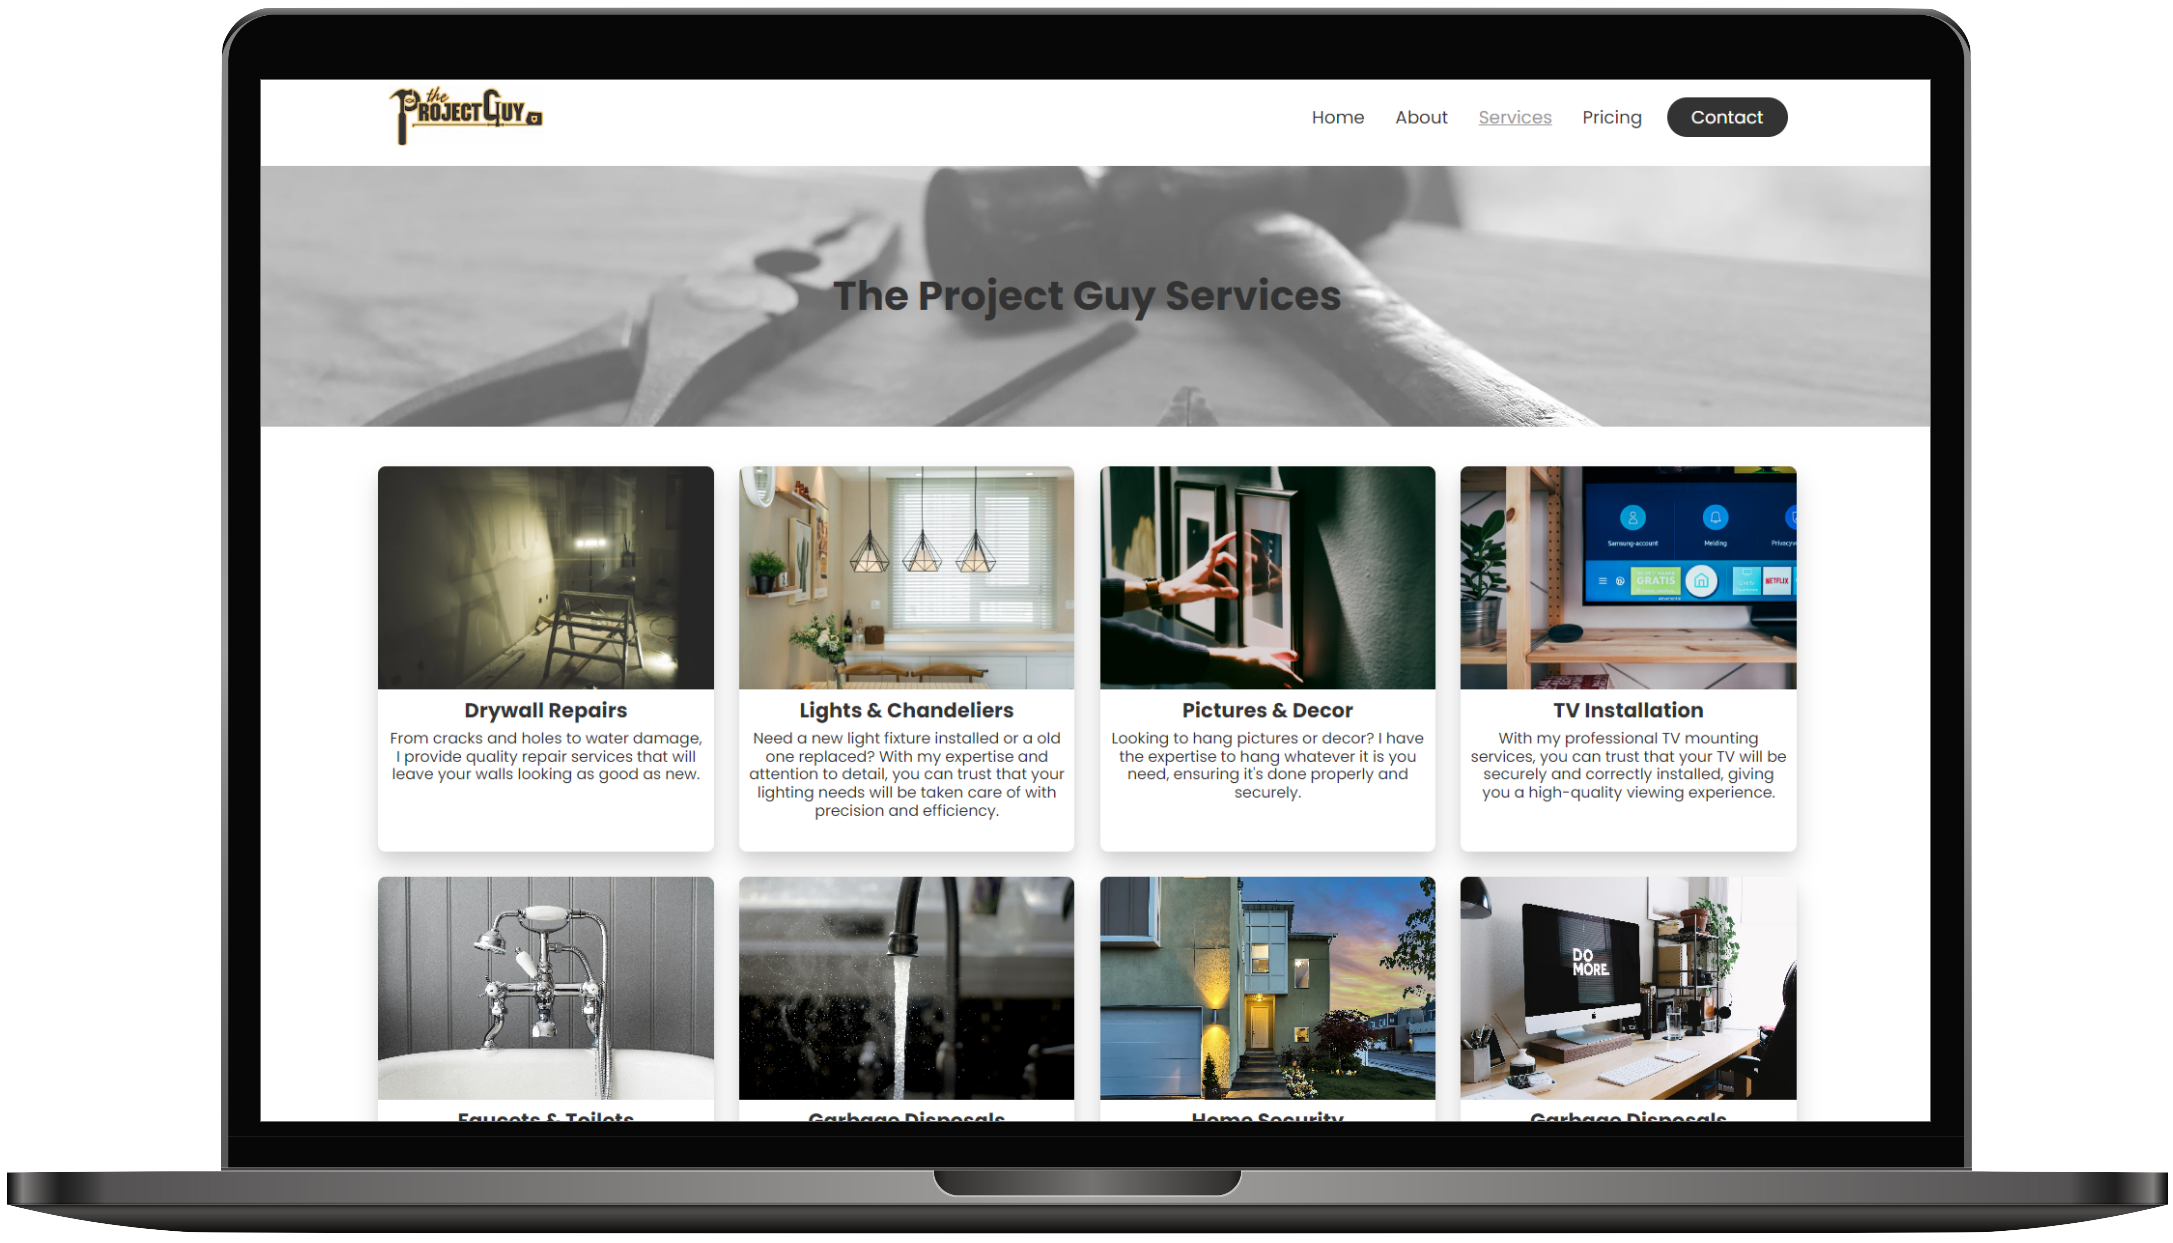 the
PROJECT GUY
Home About Services Pricing Contact
The Project Guy Services
Samsung-account Melding
GRATIS NETFLIX
Drywall Repairs
From cracks and holes to water damage,
I provide quality repair services that will
leave your walls looking as good as new.
Lights & Chandeliers
Need a new light fixture installed or a old
one replaced? With my expertise and
attention to detail, you can trust that your
lighting needs will be taken care of with
precision and efficiency.
Pictures & Decor
Looking to hang pictures or decor? I have
the expertise to hang whatever it is you
need, ensuring it's done properly and
securely.
TV Installation
With my professional TV mounting
services, you can trust that your TV will be
securely and correctly installed, giving
you a high-quality viewing experience.
DO
MORE.
Faucets & Toilets
Garbage Disposals
Home Security
Garbage Disposals